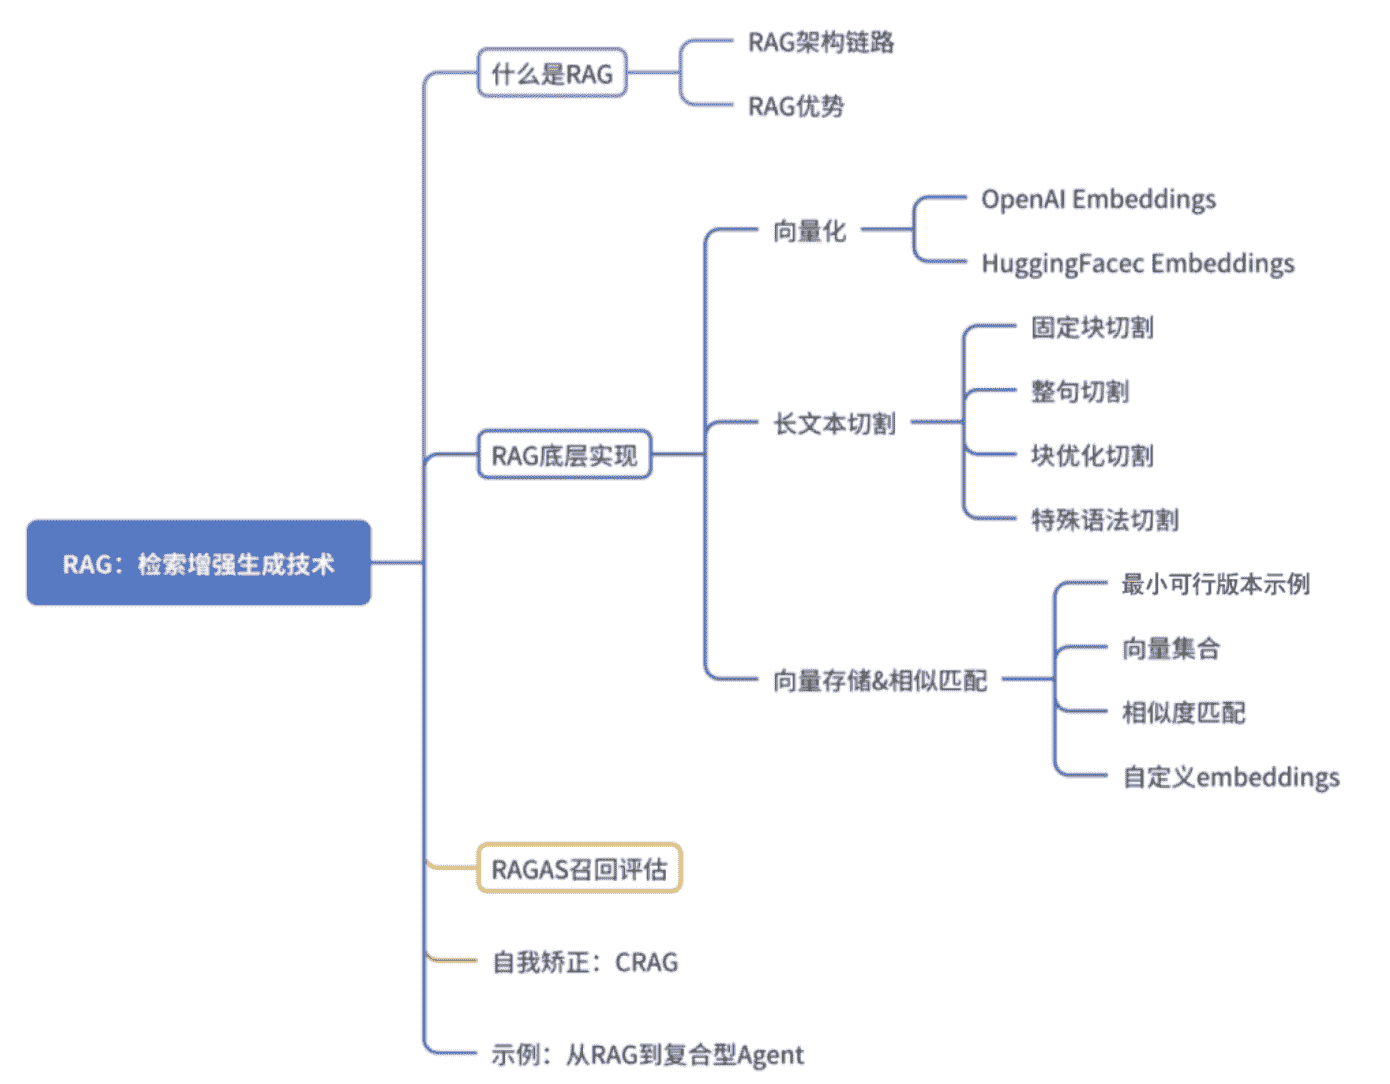 RAG：检索增强生成技术
什么是RAG
RAG架构链路
RAG优势
RAG底层实现
向量化
OpenAI Embeddings
HuggingFacec Embeddings
长文本切割
固定块切割
整句切割
块优化切割
特殊语法切割
向量存储&相似匹配
最小可行版本示例
向量集合
相似度匹配
自定义embeddings
RAGAS召回评估
自我矫正：CRAG
示例：从RAG到复合型Agent